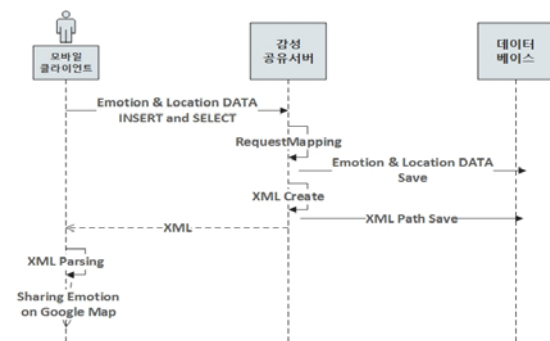 모바일
클라이언트
감성
공유서버
데이터
베이스
Emotion & Location DATA
INSERT and SELECT
RequestMapping
Emotion & Location DATA
Save
XML Create
XML Path Save
XML
XML Parsing
Sharing Emotion
on Google Map